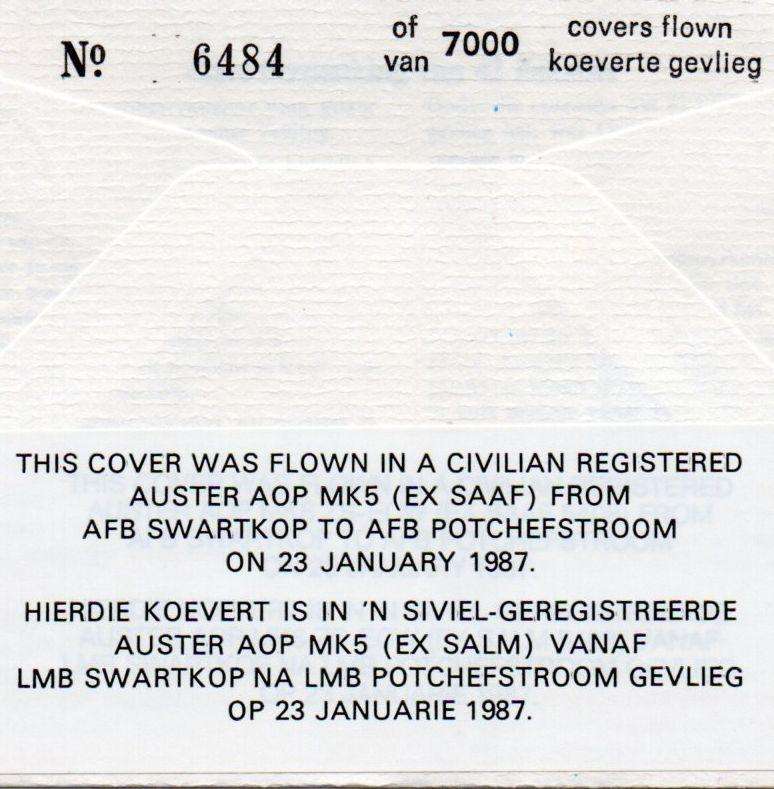 Nº 6484 of 7000 covers flown
van koeverte gevlieg
THIS COVER WAS FLOWN IN A CIVILIAN REGISTERED
AUSTER AOP MK5 (EX SAAF) FROM
AFB SWARTKOP TO AFB POTCHEFSTROOM
ON 23 JANUARY 1987.
HIERDIE KOEVERT IS IN 'N SIVIEL-GEREGISTREERDE
AUSTER AOP MK5 (EX SALM) VANAF
LMB SWARTKOP NA LMB POTCHEFSTROOM GEVLIEG
OP 23 JANUARIE 1987.